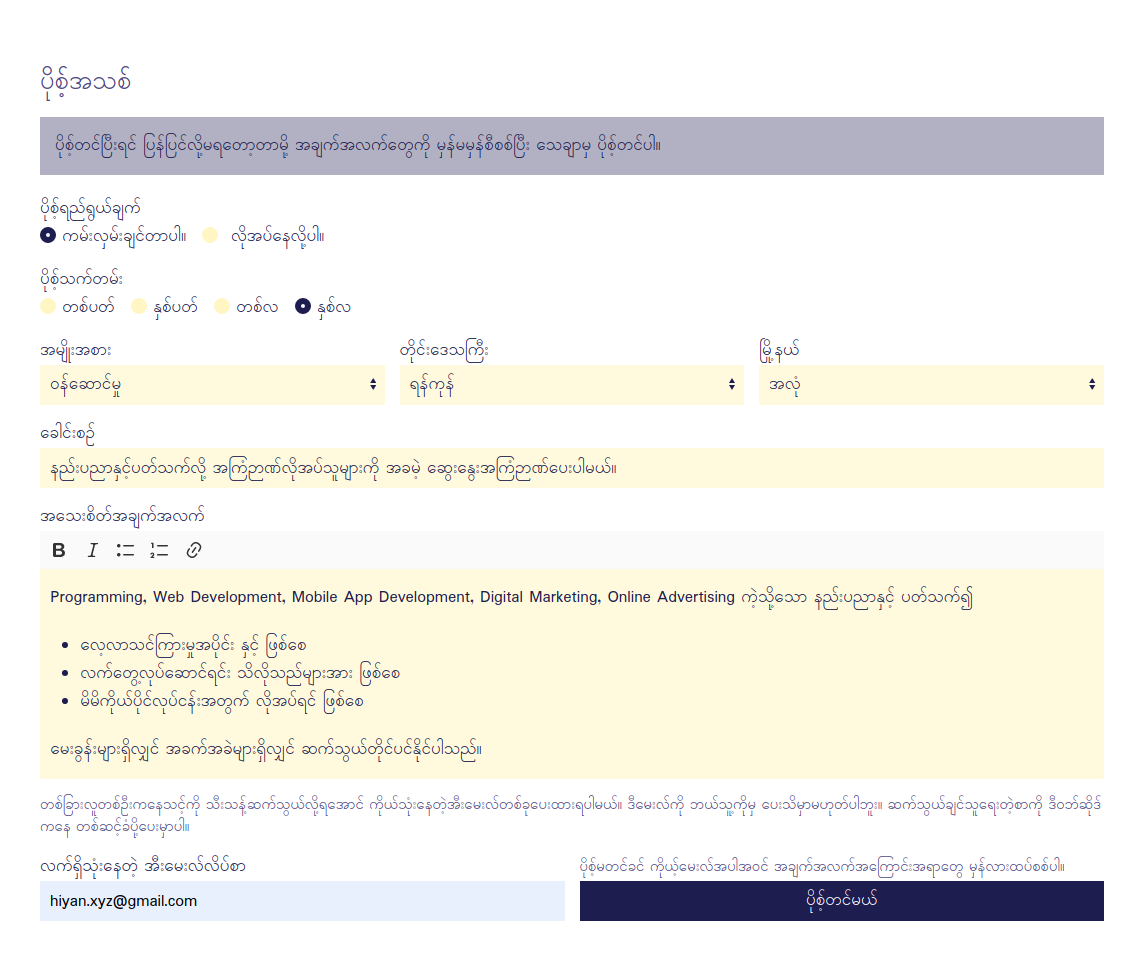 ပို့စ်အသစ်
ပို့စ်တင်ပြီးရင် ပြန်ပြင်လို့မရတော့တာမို့ အချက်အလက်တွေကို မှန်မမှန်စီစစ်ပြီး သေချာမှ ပို့စ်တင်ပါ။
ပို့စ်ရည်ရွယ်ချက်
ကမ်းလှမ်းချင်တာပါ။ လိုအပ်နေလို့ပါ။
ပို့စ်သက်တမ်း
တစ်ပတ် နှစ်ပတ် တစ်လ နှစ်လ
အမျိုးအစား တိုင်းဒေသကြီး မြို့နယ်
ဝန်ဆောင်မှု ရန်ကုန် အလုံ
ခေါင်းစဉ်
နည်းပညာနှင့်ပတ်သက်လို့ အကြံဉာဏ်လိုအပ်သူများကို အခမဲ့ ဆွေးနွေးအကြံဉာဏ်ပေးပါမယ်။
အသေးစိတ်အချက်အလက်
B I
Programming, Web Development, Mobile App Development, Digital Marketing, Online Advertising ကဲ့သို့သော နည်းပညာနှင့် ပတ်သက်၍
• လေ့လာသင်ကြားမှုအပိုင်း နှင့် ဖြစ်စေ
• လက်တွေ့လုပ်ဆောင်ရင်း သိလိုသည်များအား ဖြစ်စေ
• မိမိကိုယ်ပိုင်လုပ်ငန်းအတွက် လိုအပ်ရင် ဖြစ်စေ
မေးခွန်းများရှိလျှင် အခက်အခဲများရှိလျှင် ဆက်သွယ်တိုင်ပင်နိုင်ပါသည်။
တစ်ခြားလူတစ်ဦးကနေသင့်ကို သီးသန့်ဆက်သွယ်လို့ရအောင် ကိုယ်သုံးနေတဲ့အီးမေးလ်တစ်ခုပေးထားရပါမယ်။ ဒီမေးလ်ကို ဘယ်သူ့ကိုမှ ပေးသိမှာမဟုတ်ပါဘူး။ ဆက်သွယ်ချင်သူရေးတဲ့စာကို ဒီဝဘ်ဆိုဒ်
ကနေ တစ်ဆင့်ခံပို့ပေးမှာပါ။
လက်ရှိသုံးနေတဲ့ အီးမေးလ်လိပ်စာ
hiyan.xyz@gmail.com
ပို့စ်မတင်ခင် ကိုယ့်မေးလ်အပါအဝင် အချက်အလက်အကြောင်းအရာတွေ မှန်လားထပ်စစ်ပါ။
ပို့စ်တင်မယ်